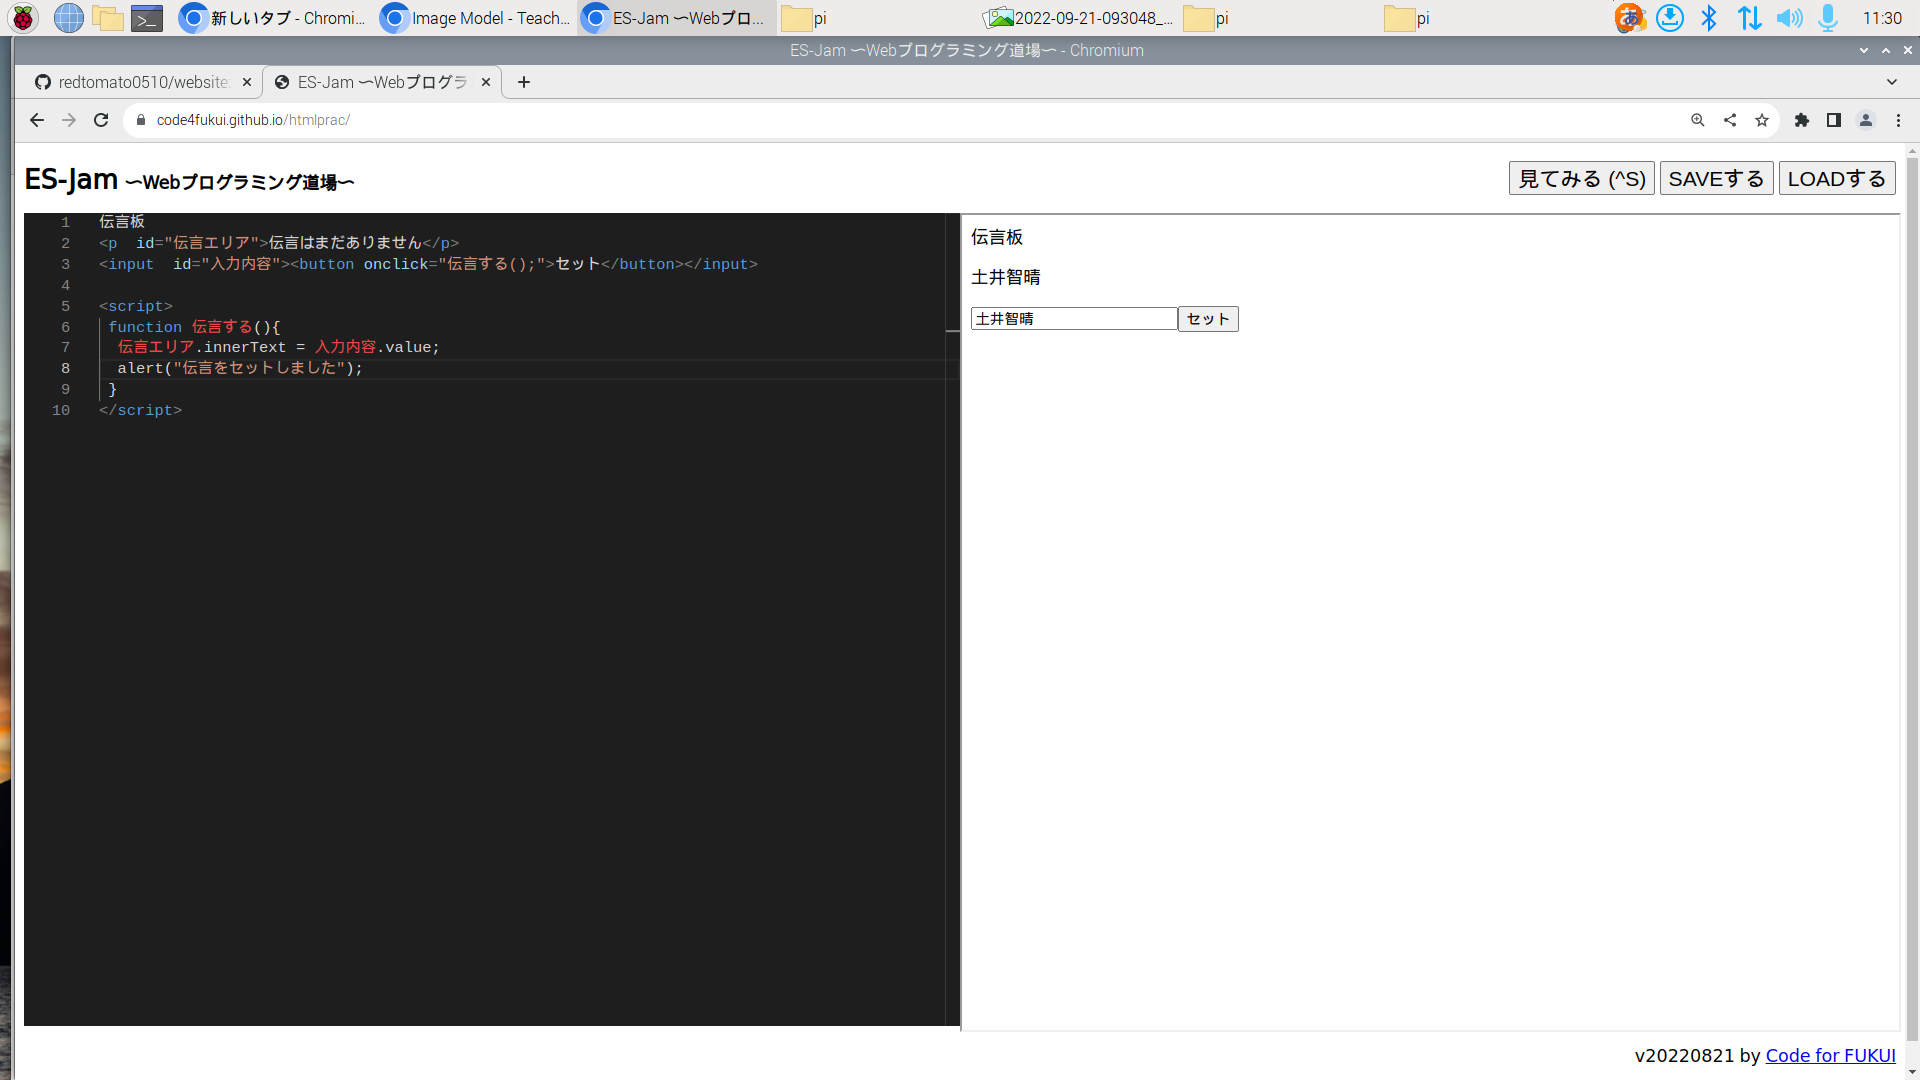 新しいタブ - Chromi... Image Model - Teach... ES-Jam 〜Webプロ... pi 2022-09-21-093048_... pi pi あ 11:30
ES-Jam 〜Webプログラミング道場〜 - Chromium
redtomato0510/website ES-Jam 〜Webプログラ
code4fukui.github.io/htmlprac/
ES-Jam 〜Webプログラミング道場〜 見てみる (^S) SAVEする LOADする
1 伝言板
2 <p  id="伝言エリア">伝言はまだありません</p>
3 <input  id="入力内容"><button onclick="伝言する();">セット</button></input>
4
5 <script>
6 function 伝言する(){
7 伝言エリア.innerText = 入力内容.value;
8 alert("伝言をセットしました");
9 }
10 </script>
伝言板
土井智晴
土井智晴 セット
v20220821 by Code for FUKUI